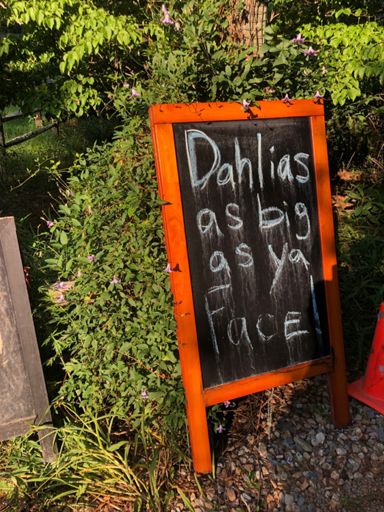 Dahlias
as big
as ya
Face!